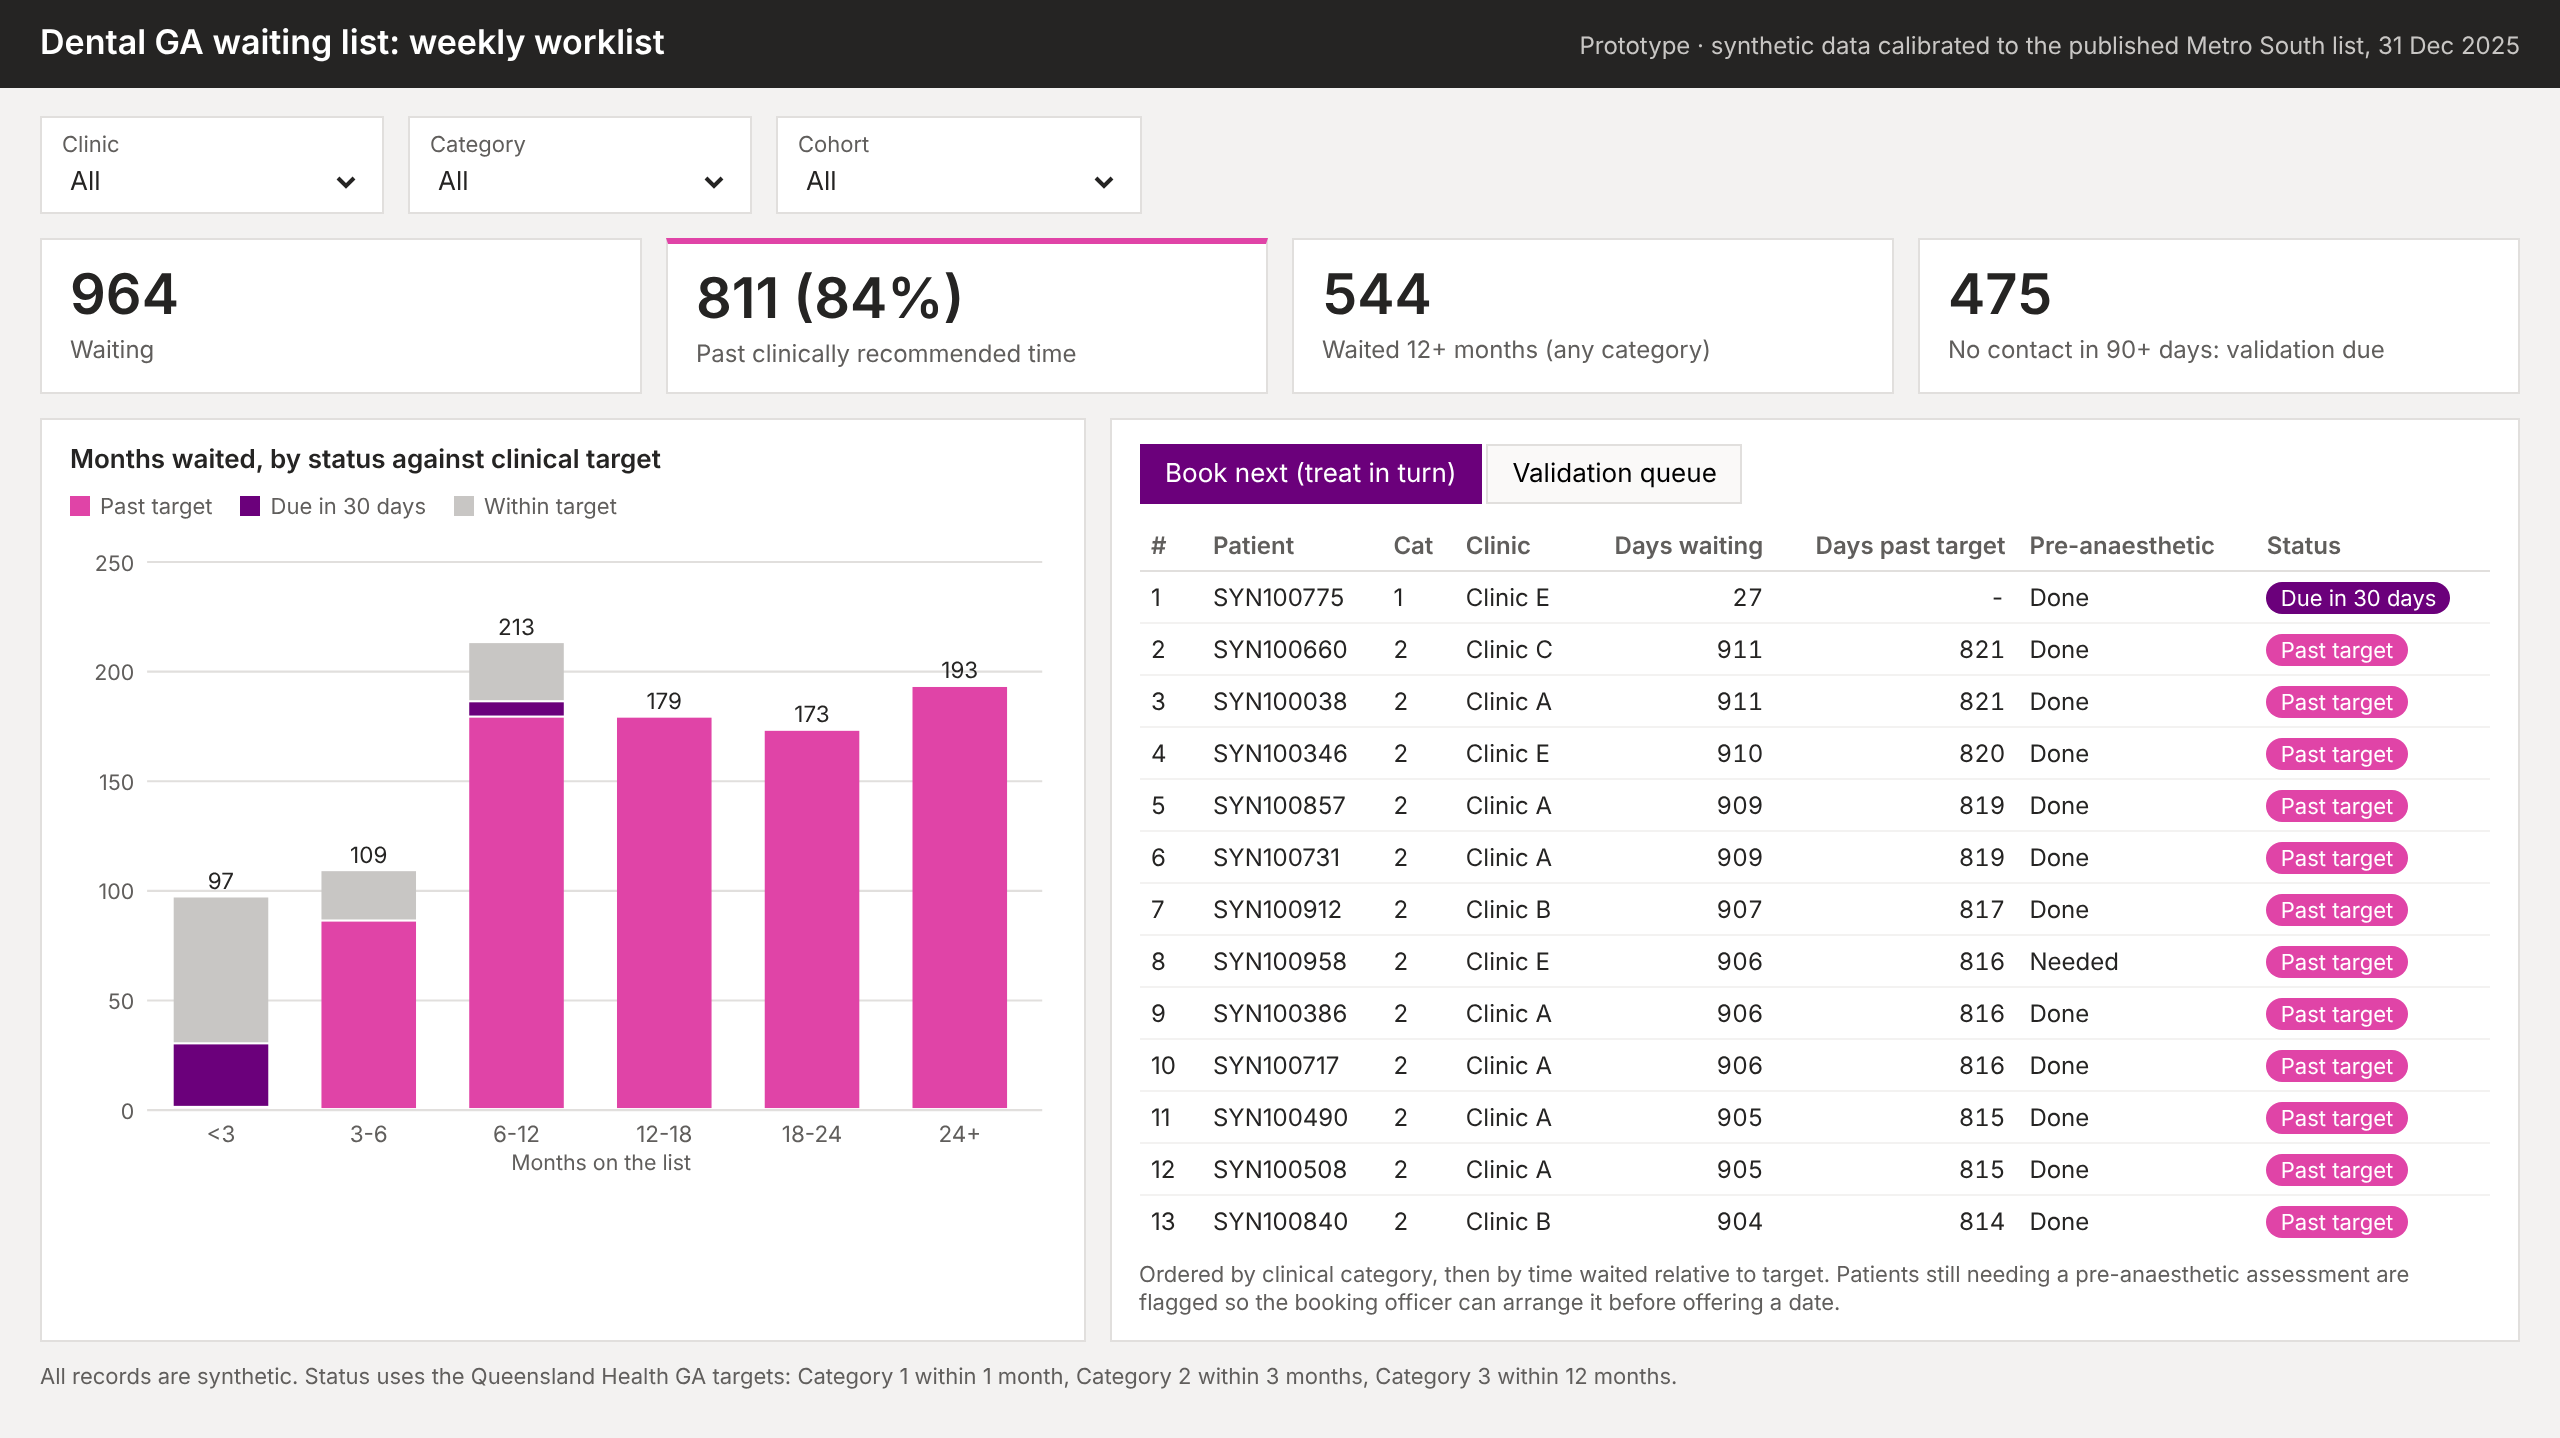 Dental GA waiting list: weekly worklist
Prototype · synthetic data calibrated to the published Metro South list, 31 Dec 2025
Clinic
All
Category
All
Cohort
All
964
Waiting
811 (84%)
Past clinically recommended time
544
Waited 12+ months (any category)
475
No contact in 90+ days: validation due
Months waited, by status against clinical target
Past target
Due in 30 days
Within target
250
200
150
100
50
0
97
109
213
179
173
193
<3
3-6
6-12
12-18
18-24
24+
Months on the list
Book next (treat in turn)
Validation queue
# Patient Cat Clinic Days waiting Days past target Pre-anaesthetic Status
1 SYN100775 1 Clinic E 27 - Done Due in 30 days
2 SYN100660 2 Clinic C 911 821 Done Past target
3 SYN100038 2 Clinic A 911 821 Done Past target
4 SYN100346 2 Clinic E 910 820 Done Past target
5 SYN100857 2 Clinic A 909 819 Done Past target
6 SYN100731 2 Clinic A 909 819 Done Past target
7 SYN100912 2 Clinic B 907 817 Done Past target
8 SYN100958 2 Clinic E 906 816 Needed Past target
9 SYN100386 2 Clinic A 906 816 Done Past target
10 SYN100717 2 Clinic A 906 816 Done Past target
11 SYN100490 2 Clinic A 905 815 Done Past target
12 SYN100508 2 Clinic A 905 815 Done Past target
13 SYN100840 2 Clinic B 904 814 Done Past target
Ordered by clinical category, then by time waited relative to target. Patients still needing a pre-anaesthetic assessment are
flagged so the booking officer can arrange it before offering a date.
All records are synthetic. Status uses the Queensland Health GA targets: Category 1 within 1 month, Category 2 within 3 months, Category 3 within 12 months.